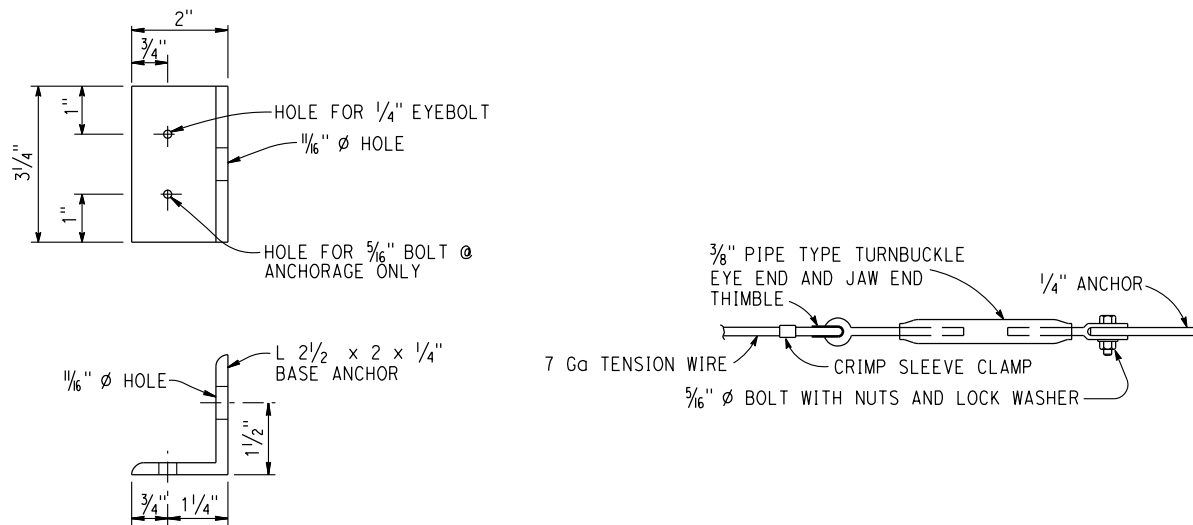 2"
3/4"
1"
3 1/4"
1"
HOLE FOR 1/4" EYEBOLT
11/16" Ø HOLE
HOLE FOR 5/16" BOLT @
ANCHORAGE ONLY
L 2 1/2 x 2 x 1/4"
BASE ANCHOR
11/16" Ø HOLE
1 1/2"
3/4"
1 1/4"
3/8" PIPE TYPE TURNBUCKLE
EYE END AND JAW END
THIMBLE
1/4" ANCHOR
7 Ga TENSION WIRE
CRIMP SLEEVE CLAMP
5/16" Ø BOLT WITH NUTS AND LOCK WASHER